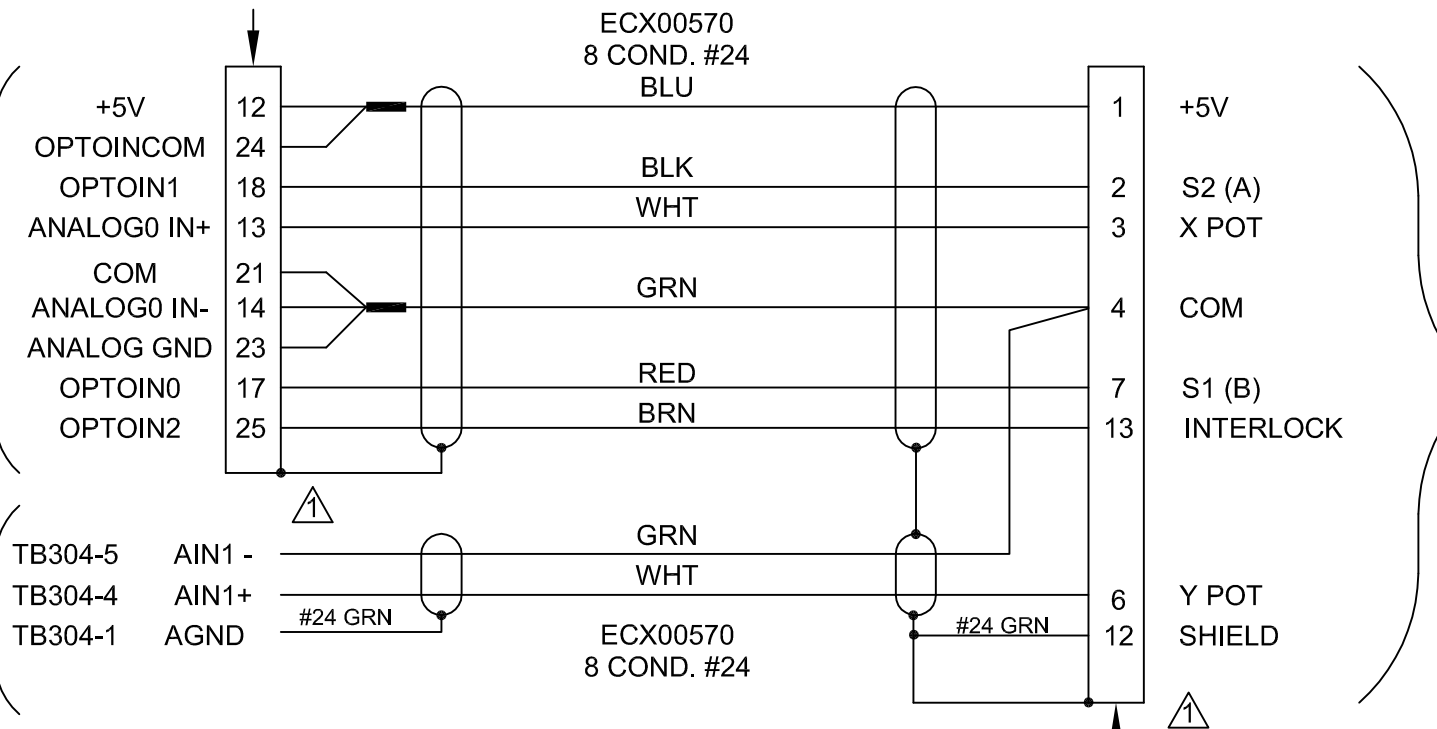 ECX00570
8 COND. #24
+5V 12 BLU 1 +5V
OPTOINCOM 24
OPTOIN1 18 BLK 2 S2 (A)
ANALOG0 IN+ 13 WHT 3 X POT
COM 21
ANALOG0 IN- 14 GRN 4 COM
ANALOG GND 23
OPTOIN0 17 RED 7 S1 (B)
OPTOIN2 25 BRN 13 INTERLOCK
1
TB304-5 AIN1 - GRN
TB304-4 AIN1+ WHT 6 Y POT
TB304-1 AGND #24 GRN #24 GRN 12 SHIELD
ECX00570
8 COND. #24
1